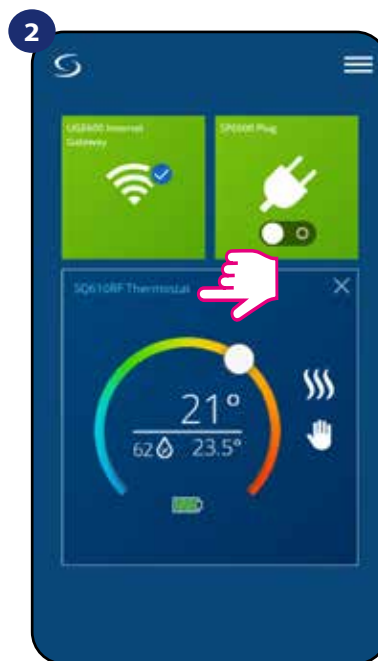 2
UGE600 Internet
Gateway
SP600 Plug
SQ610RF Thermostat
21°
62 23.5°